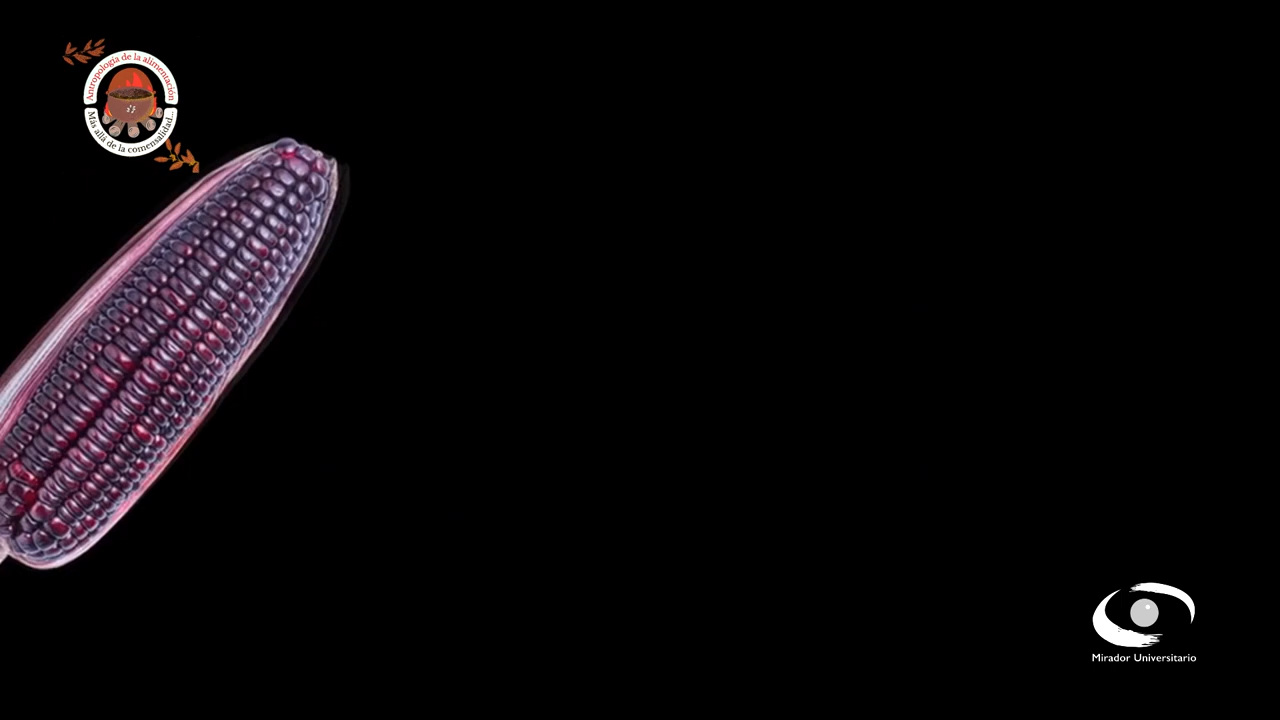 Antropología de la alimentación
Más allá de la comensalidad...
Mirador Universitario